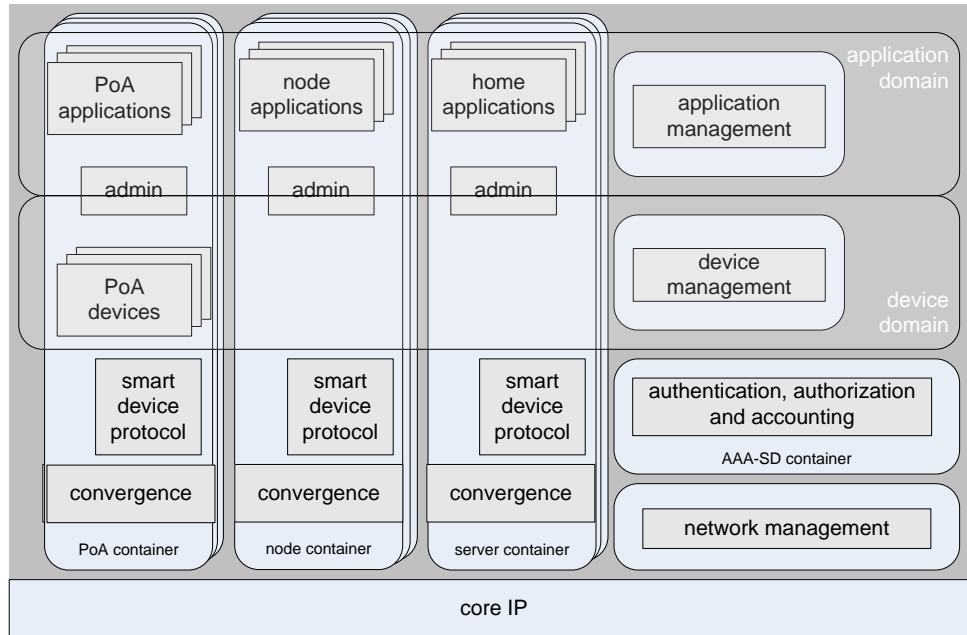 application
domain
PoA
applications
node
applications
home
applications
application
management
admin
admin
admin
PoA
devices
device
management
device
domain
smart
device
protocol
smart
device
protocol
smart
device
protocol
authentication, authorization
and accounting
AAA-SD container
convergence
convergence
convergence
network management
PoA container
node container
server container
core IP